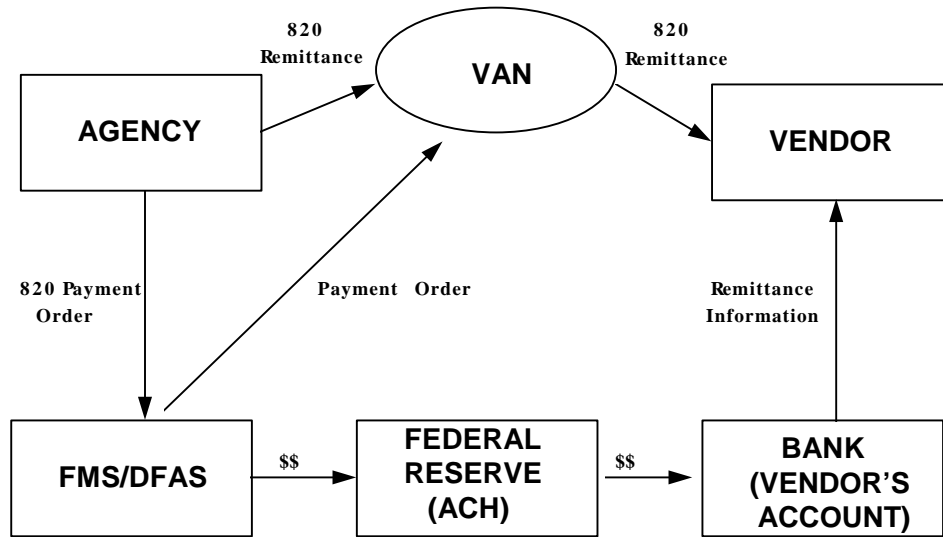 820
Remittance
820
Remittance
VAN
AGENCY
VENDOR
820 Payment
Order
Payment Order
Remittance
Information
FMS/DFAS
$$
FEDERAL
RESERVE
(ACH)
$$
BANK
(VENDOR’S
ACCOUNT)